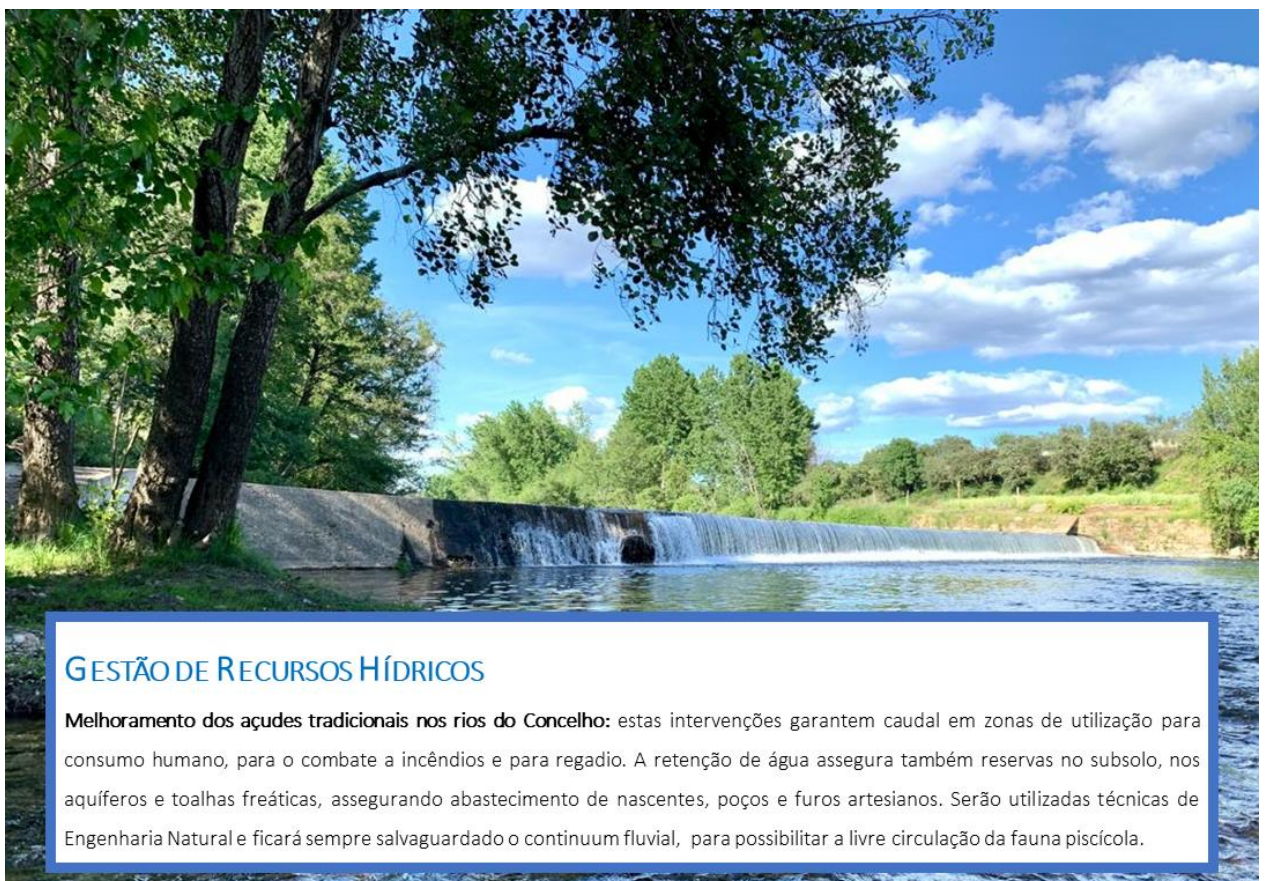 GESTÃO DE RECURSOS HÍDRICOS
Melhoramento dos açudes tradicionais nos rios do Concelho: estas intervenções garantem caudal em zonas de utilização para
consumo humano, para o combate a incêndios e para regadio. A retenção de água assegura também reservas no subsolo, nos
aquíferos e toalhas freáticas, assegurando abastecimento de nascentes, poços e furos artesianos. Serão utilizadas técnicas de
Engenharia Natural e ficará sempre salvaguardado o continuum fluvial, para possibilitar a livre circulação da fauna piscícola.